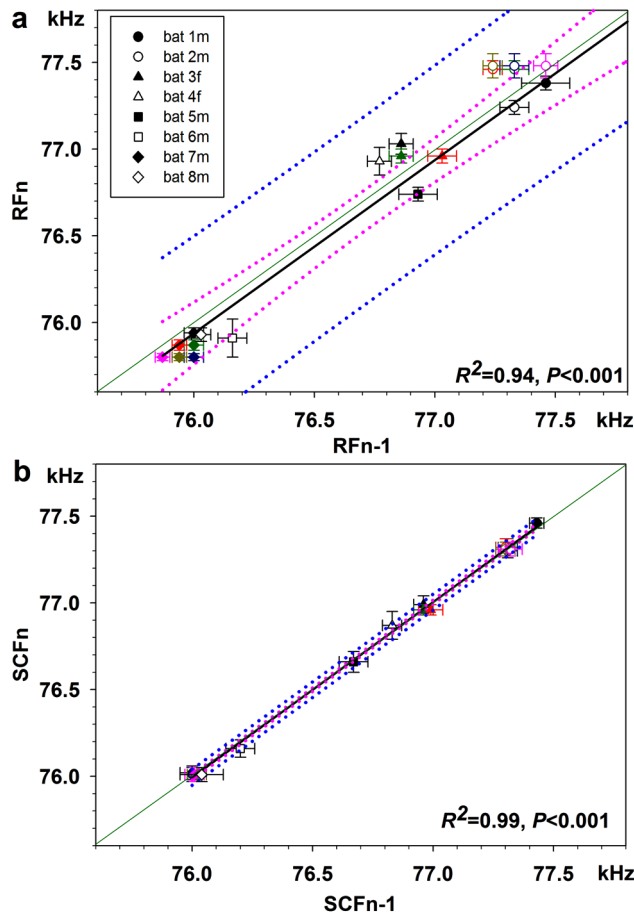 a
kHz
bat 1m
bat 2m
bat 3f
bat 4f
bat 5m
bat 6m
bat 7m
bat 8m
77.5
77.0
76.5
76.0
RFn
R2=0.94, P<0.001
76.0 76.5 77.0 77.5 kHz
RFn-1
b
kHz
77.5
77.0
76.5
76.0
SCFn
R2=0.99, P<0.001
76.0 76.5 77.0 77.5 kHz
SCFn-1